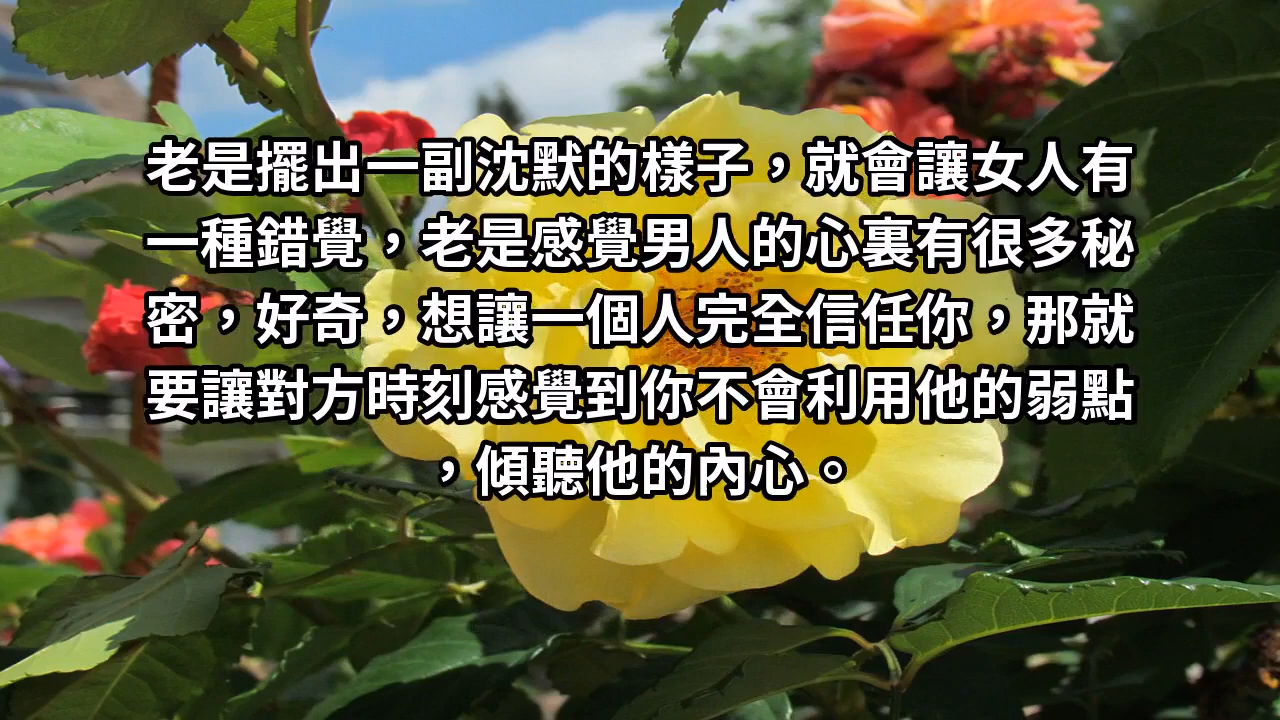 老是擺出一副沈默的樣子，就會讓女人有
一種錯覺，老是感覺男人的心裏有很多秘
密，好奇，想讓一個人完全信任你，那就
要讓對方時刻感覺到你不會利用他的弱點
，傾聽他的內心。